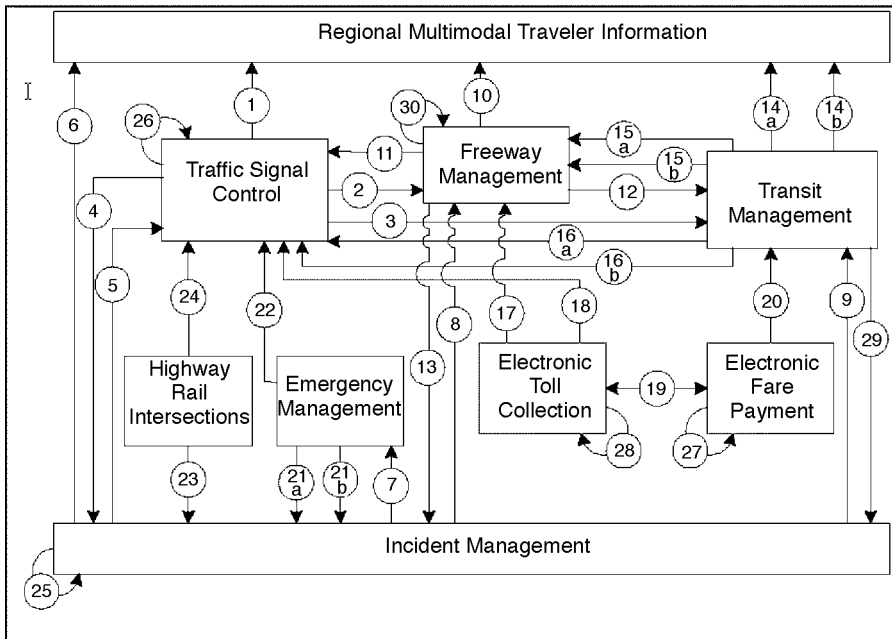 Regional Multimodal Traveler Information
6
1
10
14
a
14
b
26
30
15
a
11
15
b
Traffic Signal
Control
Freeway
Management
Transit
Management
4
2
12
3
16
a
16
b
5
24
22
17
18
20
9
29
8
13
Highway
Rail
Intersections
Emergency
Management
Electronic
Toll
Collection
19
Electronic
Fare
Payment
28
27
23
21
a
21
b
7
Incident Management
25